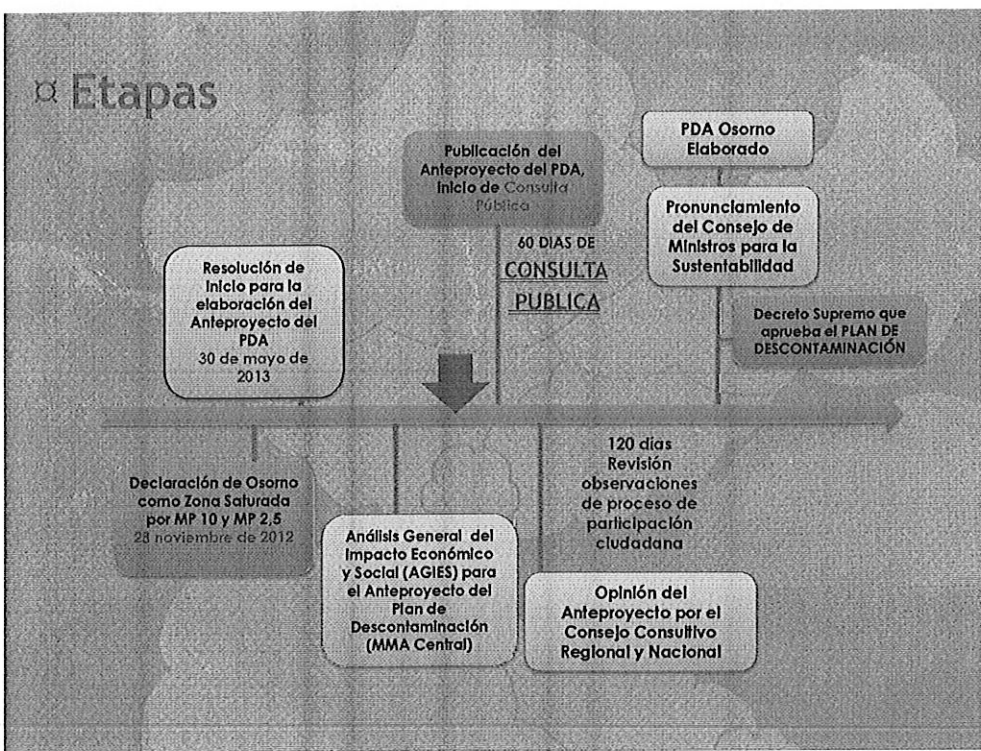 ¤ Etapas
Publicación del
Anteproyecto del PDA,
Inicio de Consulta
Pública
PDA Osorno
Elaborado
Pronunciamiento
del Consejo de
Ministros para la
Sustentabilidad
60 DIAS DE
CONSULTA
PUBLICA
Resolución de
Inicio para la
elaboración del
Anteproyecto del
PDA
30 de mayo de
2013
Decreto Supremo que
aprueba el PLAN DE
DESCONTAMINACIÓN
Declaración de Osorno
como Zona Saturada
por MP 10 y MP 2,5
28 noviembre de 2012
Análisis General del
Impacto Económico
y Social (AGIES) para
el Anteproyecto del
Plan de
Descontaminación
(MMA Central)
120 días
Revisión
observaciones
de proceso de
participación
ciudadana
Opinión del
Anteproyecto por el
Consejo Consultivo
Regional y Nacional